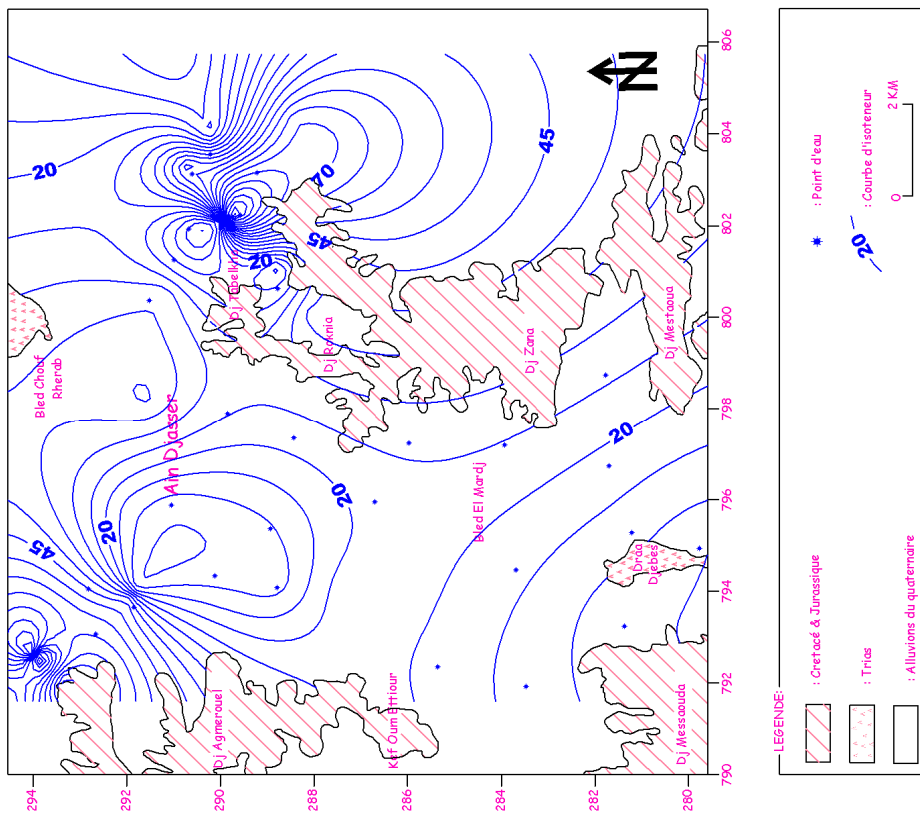 Bled Chouf
Rherab
Ain Djasser
Dj Tabelkhir
Dj Roknia
Dj Zana
Dj Mestaoua
Bled El Mardj
Draa
Djebes
Dj Agmerouel
Kef Oum Ettiour
Dj Messaouda
20
70
45
45
20
45
20
20
20
N
294
292
290
288
286
284
282
280
790
792
794
796
798
800
802
804
806
LEGENDE:
: Cretacé & Jurassique
: Trias
: Alluvions du quaternaire
: Point d'eau
20
: Courbe d'isoteneur
0
2 KM